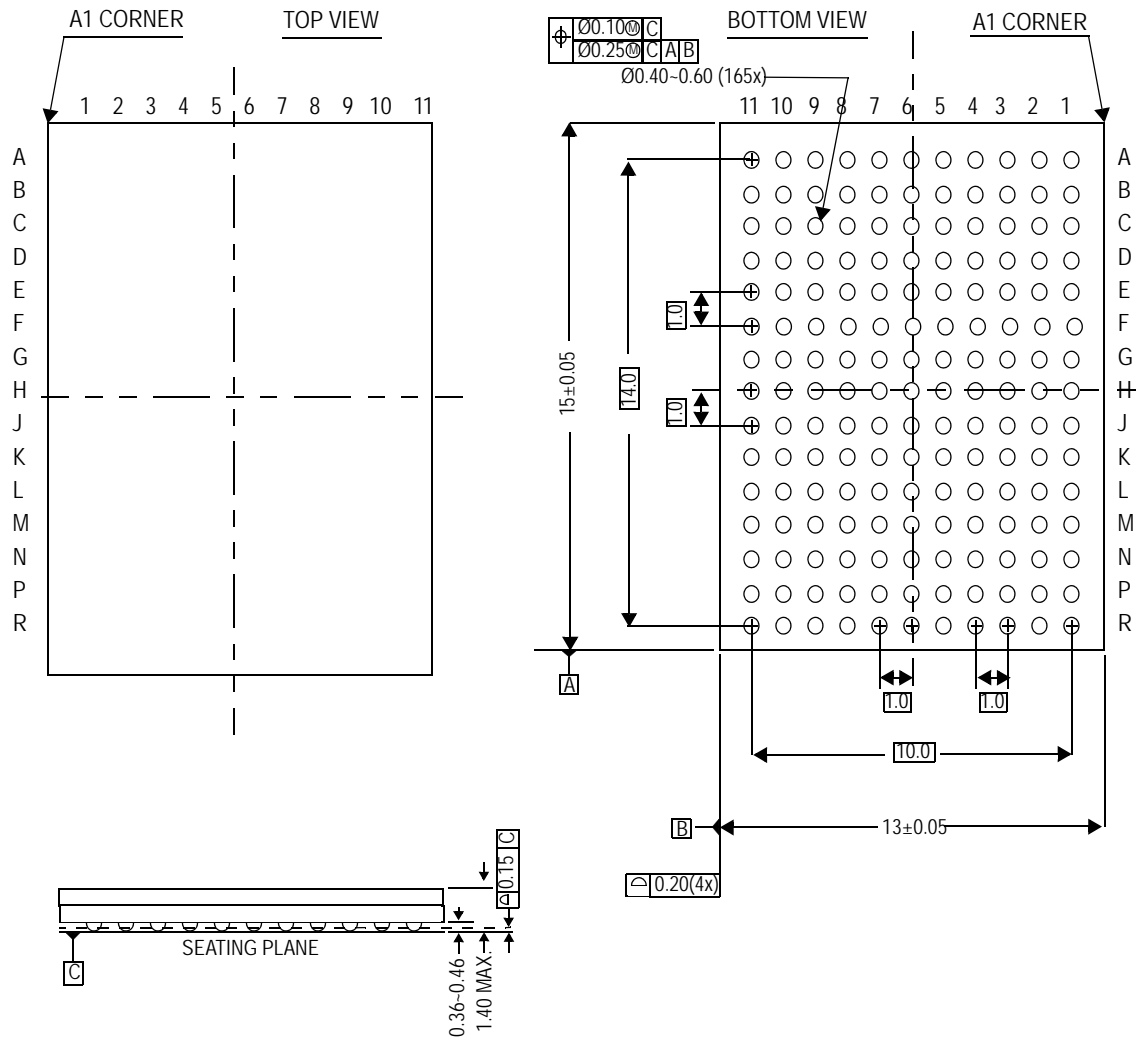 A1 CORNER
TOP VIEW
1 2 3 4 5 6 7 8 9 10 11
A
B
C
D
E
F
G
H
J
K
L
M
N
P
R
Ø0.10Ⓜ C
Ø0.25Ⓜ C A B
Ø0.40~0.60 (165x)
BOTTOM VIEW
A1 CORNER
11 10 9 8 7 6 5 4 3 2 1
A
B
C
D
E
F
G
H
J
K
L
M
N
P
R
15±0.05
14.0
1.0
1.0
A
1.0
1.0
10.0
B
13±0.05
0.20(4x)
0.15 C
SEATING PLANE
C
0.36~0.46
1.40 MAX.